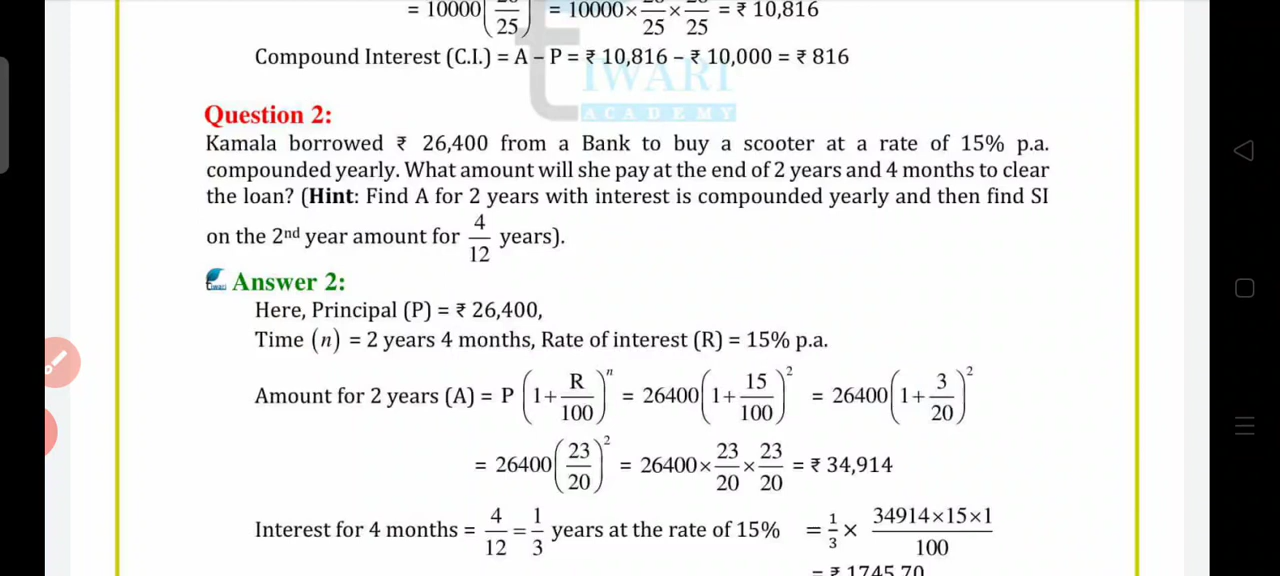 = 10000(/25) = 10000×/25×/25 = ₹ 10,816
Compound Interest (C.I.) = A – P = ₹ 10,816 – ₹ 10,000 = ₹ 816
IWARI
ACADEMY
Question 2:
Kamala borrowed ₹ 26,400 from a Bank to buy a scooter at a rate of 15% p.a.
compounded yearly. What amount will she pay at the end of 2 years and 4 months to clear
the loan? (Hint: Find A for 2 years with interest is compounded yearly and then find SI
on the 2nd year amount for 4/12 years).
Answer 2:
Here, Principal (P) = ₹ 26,400,
Time (n) = 2 years 4 months, Rate of interest (R) = 15% p.a.
Amount for 2 years (A) = P (1+R/100)^n = 26400(1+15/100)^2 = 26400(1+3/20)^2
= 26400(23/20)^2 = 26400×23/20×23/20 = ₹ 34,914
Interest for 4 months = 4/12 = 1/3 years at the rate of 15% = 1/3 × 34914×15×1/100
= ₹ 1745.70